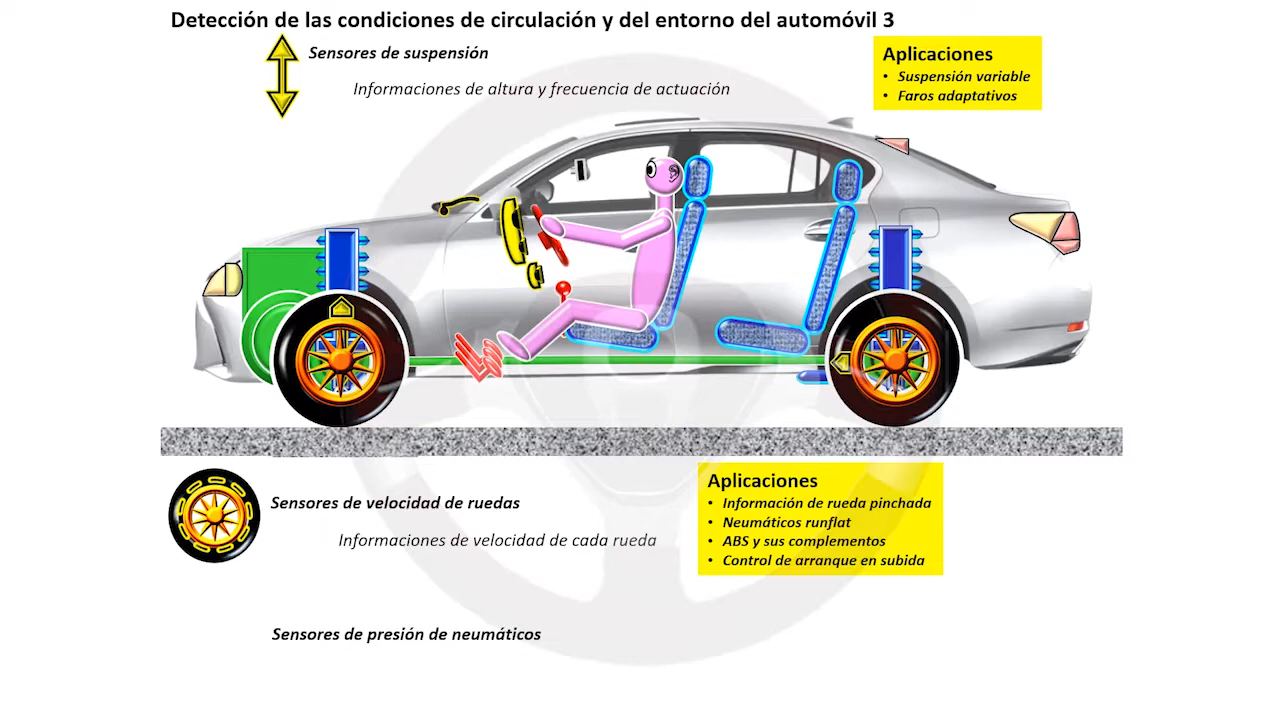 Detección de las condiciones de circulación y del entorno del automóvil 3
Sensores de suspensión
Informaciones de altura y frecuencia de actuación
Aplicaciones
• Suspensión variable
• Faros adaptativos
Sensores de velocidad de ruedas
Informaciones de velocidad de cada rueda
Aplicaciones
• Información de rueda pinchada
• Neumáticos runflat
• ABS y sus complementos
• Control de arranque en subida
Sensores de presión de neumáticos